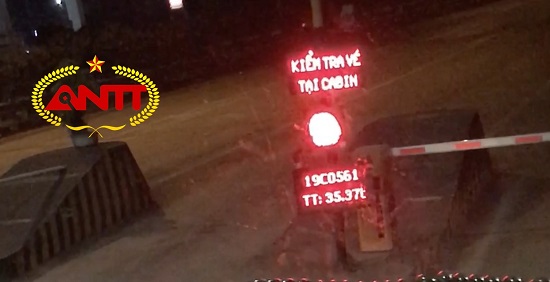 ANTT
KIỂM TRA VÉ
TẠI CABIN
19C0561
TT: 35.37t